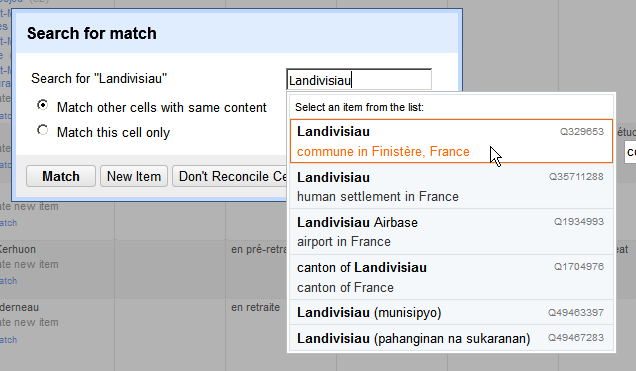 Search for match
Search for "Landivisiau"
Landivisiau
Match other cells with same content
Match this cell only
Match
New Item
Don't Reconcile Ce
Select an item from the list:
Landivisiau Q329653
commune in Finistère, France
Landivisiau Q35711288
human settlement in France
Landivisiau Airbase Q1934993
airport in France
canton of Landivisiau Q1704976
canton of France
Landivisiau (munisipyo) Q49463397
Landivisiau (pahanginan na sukaranan) Q49467283
ate new item
atch
Kerhuon en pré-retra
ate new item
atch
derneau en retraite
ate new item
atch